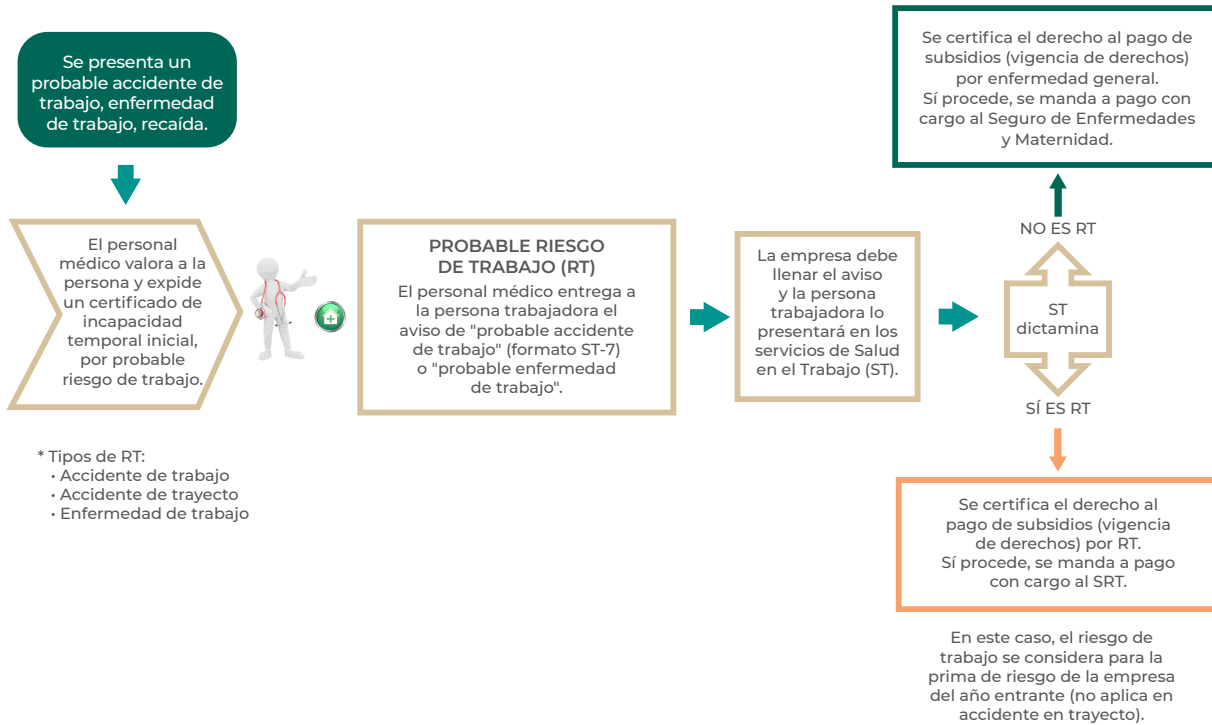 Se presenta un
probable accidente de
trabajo, enfermedad
de trabajo, recaída.
El personal
médico valora a la
persona y expide
un certificado de
incapacidad
temporal inicial,
por probable
riesgo de trabajo.
* Tipos de RT:
• Accidente de trabajo
• Accidente de trayecto
• Enfermedad de trabajo
PROBABLE RIESGO
DE TRABAJO (RT)
El personal médico entrega a
la persona trabajadora el
aviso de "probable accidente
de trabajo" (formato ST-7)
o "probable enfermedad
de trabajo".
La empresa debe
llenar el aviso
y la persona
trabajadora lo
presentará en los
servicios de Salud
en el Trabajo (ST).
ST
dictamina
NO ES RT
Se certifica el derecho al pago de
subsidios (vigencia de derechos)
por enfermedad general.
Sí procede, se manda a pago con
cargo al Seguro de Enfermedades
y Maternidad.
SÍ ES RT
Se certifica el derecho al
pago de subsidios (vigencia
de derechos) por RT.
Sí procede, se manda a pago
con cargo al SRT.
En este caso, el riesgo de
trabajo se considera para la
prima de riesgo de la empresa
del año entrante (no aplica en
accidente en trayecto).